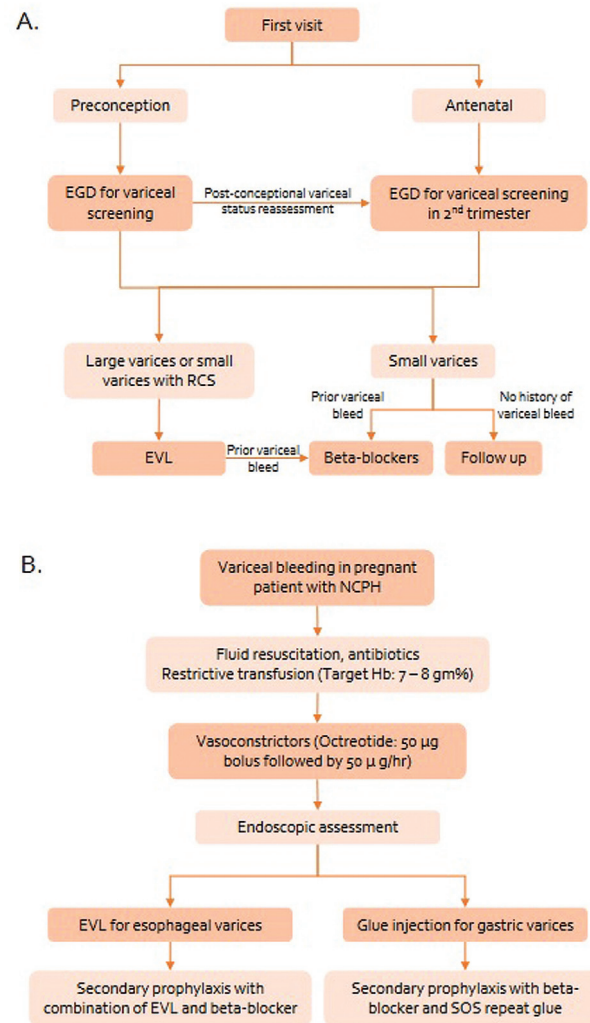 A.
First visit
Preconception
Antenatal
EGD for variceal
screening
Post-conceptional variceal
status reassessment
EGD for variceal screening
in 2nd trimester
Large varices or small
varices with RCS
Small varices
Prior variceal
bleed
No history of
variceal bleed
EVL
Prior variceal
bleed
Beta-blockers
Follow up
B.
Variceal bleeding in pregnant
patient with NCPH
Fluid resuscitation, antibiotics
Restrictive transfusion (Target Hb: 7 – 8 gm%)
Vasoconstrictors (Octreotide: 50 µg
bolus followed by 50 µ g/hr)
Endoscopic assessment
EVL for esophageal varices
Glue injection for gastric varices
Secondary prophylaxis with
combination of EVL and beta-blocker
Secondary prophylaxis with beta-
blocker and SOS repeat glue